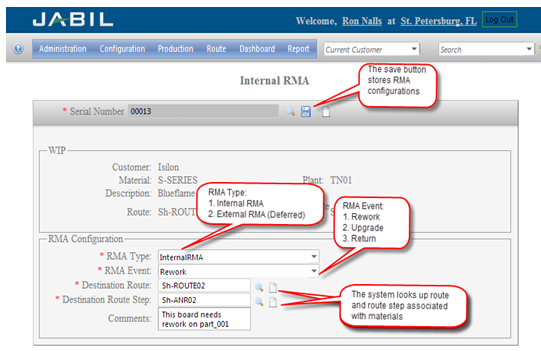 JABIL
Welcome, Ron Nalls at St. Petersburg, FL Log Out
Administration Configuration Production Route Dashboard Report Current Customer Search
Internal RMA
The save button
stores RMA
configurations
* Serial Number 00013
WIP
Customer: Isilon
Material: S-SERIES Plant: TN01
Description: Blueflame
Route: Sh-ROUT
RMA Type:
1. Internal RMA
2. External RMA (Deferred)
RMA Event:
1. Rework
2. Upgrade
3. Return
RMA Configuration
* RMA Type: InternalRMA
* RMA Event: Rework
* Destination Route: Sh-ROUTE02
* Destination Route Step: Sh-ANR02
Comments: This board needs
rework on part_001
The system looks up route
and route step associated
with materials